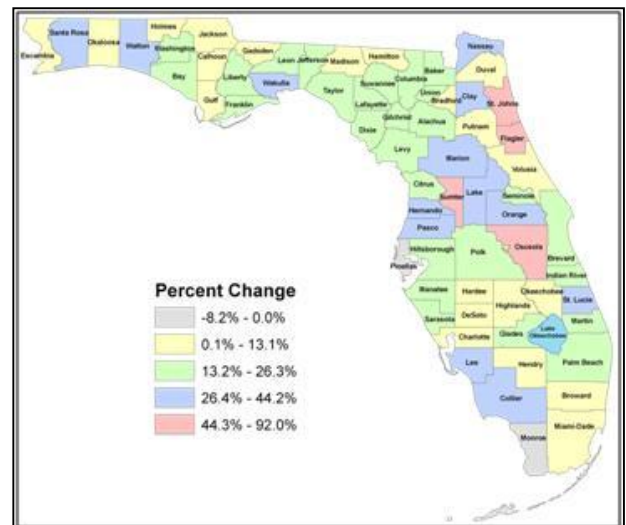 Santa Rosa
Holmes
Jackson
Escambia
Okaloosa
Walton
Washington
Calhoun
Gadsden
Bay
Gulf
Liberty
Leon
Jefferson
Madison
Hamilton
Wakulla
Franklin
Taylor
Suwannee
Columbia
Baker
Nassau
Duval
Lafayette
Union
Bradford
Clay
St. Johns
Dixie
Gilchrist
Alachua
Putnam
Flagler
Levy
Marion
Volusia
Citrus
Sumter
Lake
Seminole
Hernando
Orange
Pasco
Pinellas
Hillsborough
Polk
Osceola
Brevard
Indian River
Manatee
Hardee
Highlands
Okeechobee
St. Lucie
Sarasota
DeSoto
Charlotte
Glades
Lake
Okeechobee
Martin
Lee
Hendry
Palm Beach
Collier
Broward
Monroe
Miami-Dade
Percent Change
-8.2% - 0.0%
0.1% - 13.1%
13.2% - 26.3%
26.4% - 44.2%
44.3% - 92.0%